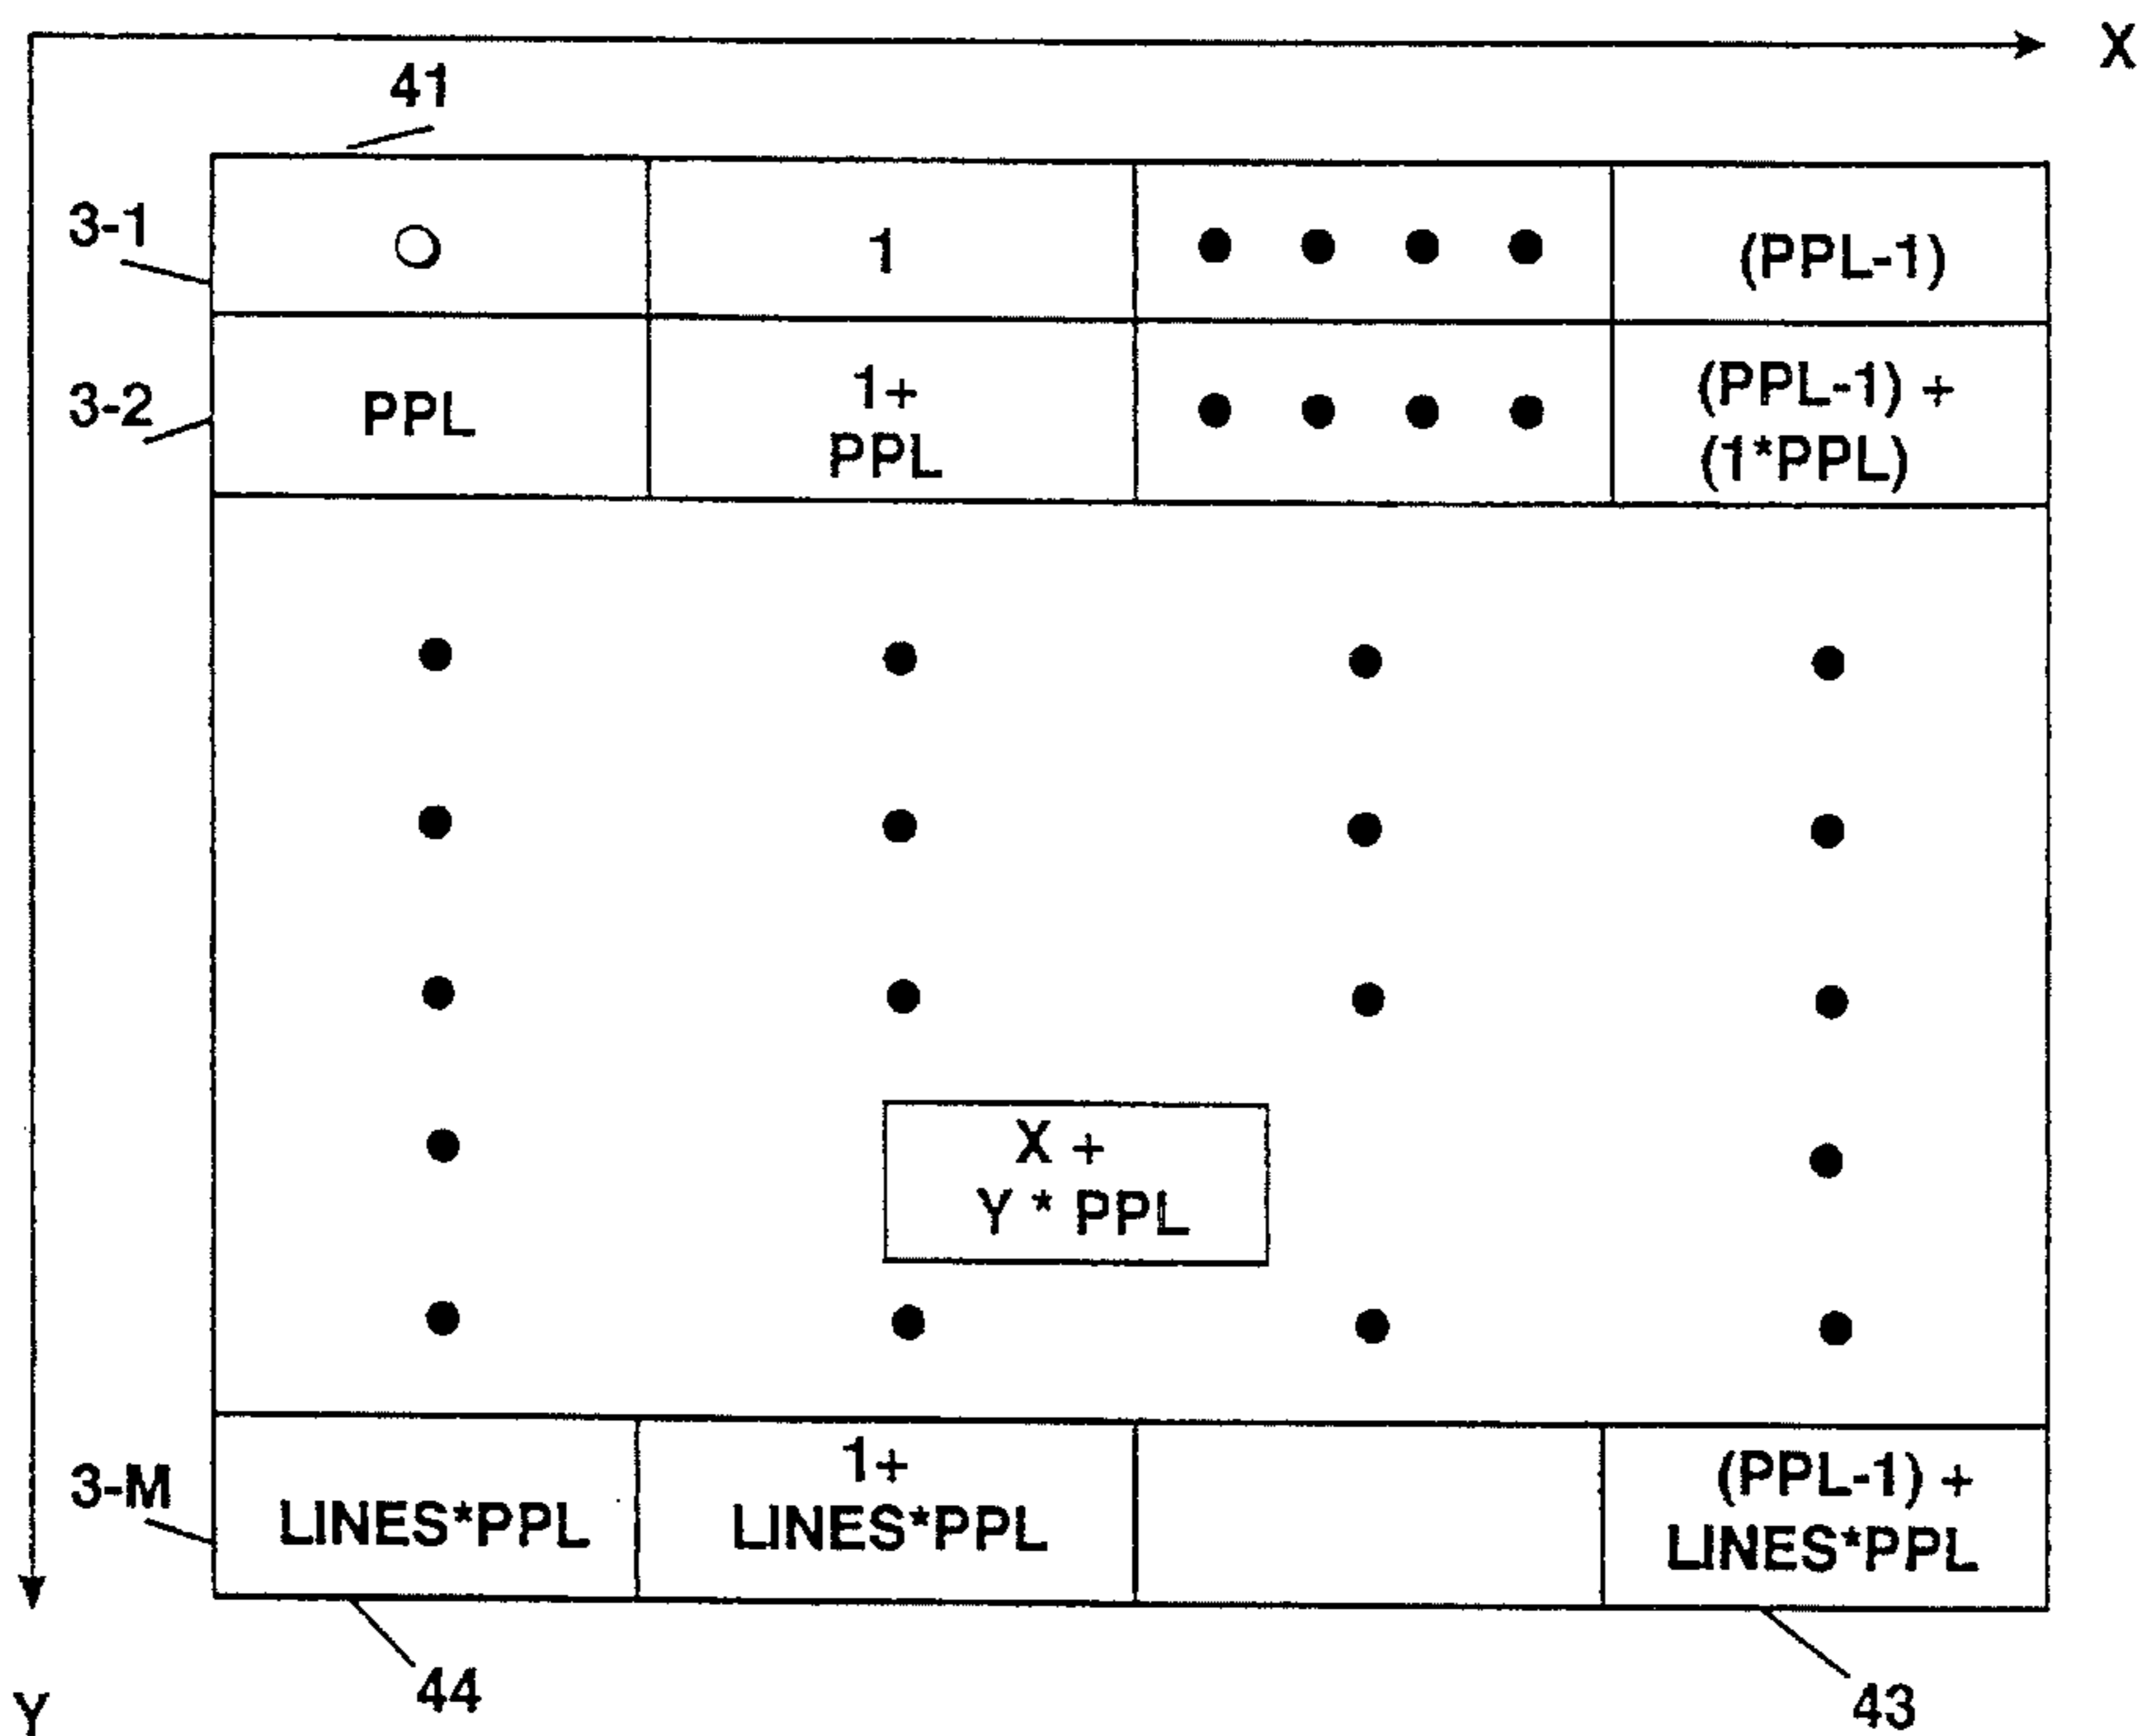 X
41
3-1
0
1
(PPL-1)
3-2
PPL
1+
PPL
(PPL-1) +
(1*PPL)
X +
Y * PPL
3-M
LINES*PPL
1+
LINES*PPL
(PPL-1) +
LINES*PPL
44
43
Y